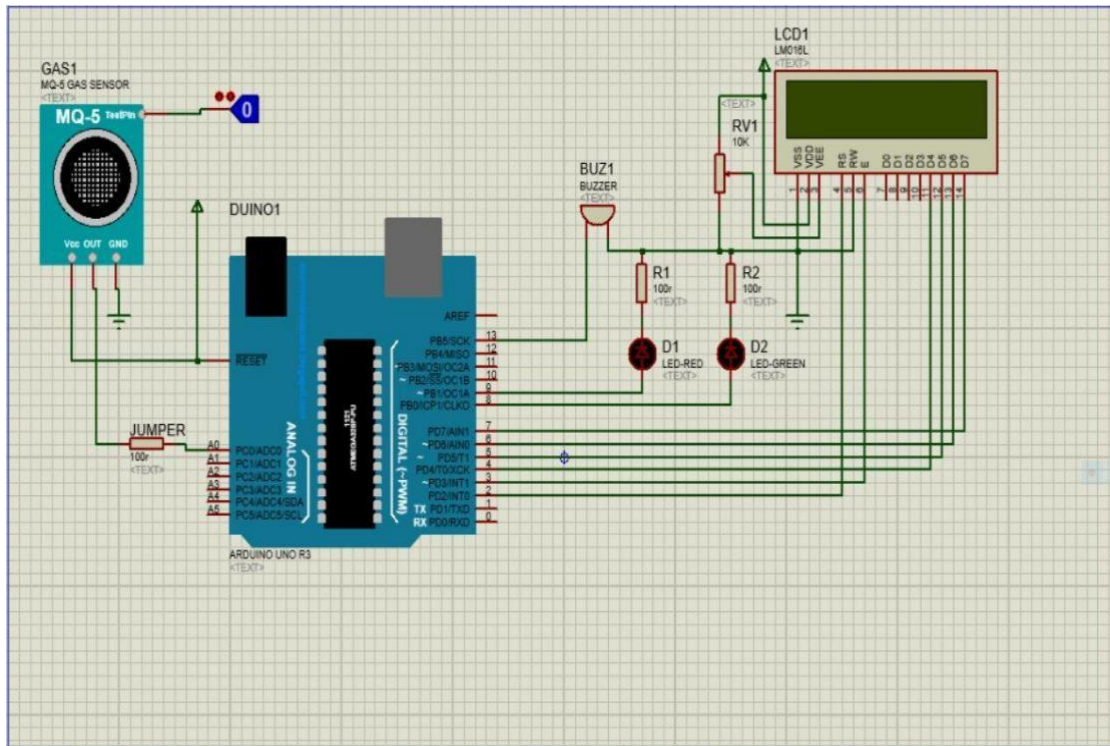 GAS1
MQ-5 GAS SENSOR
<TEXT>
MQ-5 TestPin
0
Vcc OUT GND
DUINO1
RESET
JUMPER
100r
<TEXT>
A0
A1
A2
A3
A4
A5
PC0/ADC0
PC1/ADC1
PC2/ADC2
PC3/ADC3
PC4/ADC4/SDA
PC5/ADC5/SCL
ANALOG IN
1121
ATMEGA328P-PU
DIGITAL (~PWM)
AREF
PB5/SCK 13
PB4/MISO 12
~PB3/MOSI/OC2A 11
~ PB2/SS/OC1B 10
~ PB1/OC1A 9
PB0/ICP1/CLKO 8
PD7/AIN1 7
~ PD6/AIN0 6
~ PD5/T1 5
PD4/T0/XCK 4
~ PD3/INT1 3
PD2/INT0 2
TX PD1/TXD 1
RX PD0/RXD 0
ARDUINO UNO R3
<TEXT>
BUZ1
BUZZER
<TEXT>
R1
100r
<TEXT>
R2
100r
<TEXT>
D1
LED-RED
<TEXT>
D2
LED-GREEN
<TEXT>
<TEXT>
RV1
10K
LCD1
LM016L
<TEXT>
VSS VDD VEE RS RW E D0 D1 D2 D3 D4 D5 D6 D7
1 2 3 4 5 6 7 8 9 10 11 12 13 14